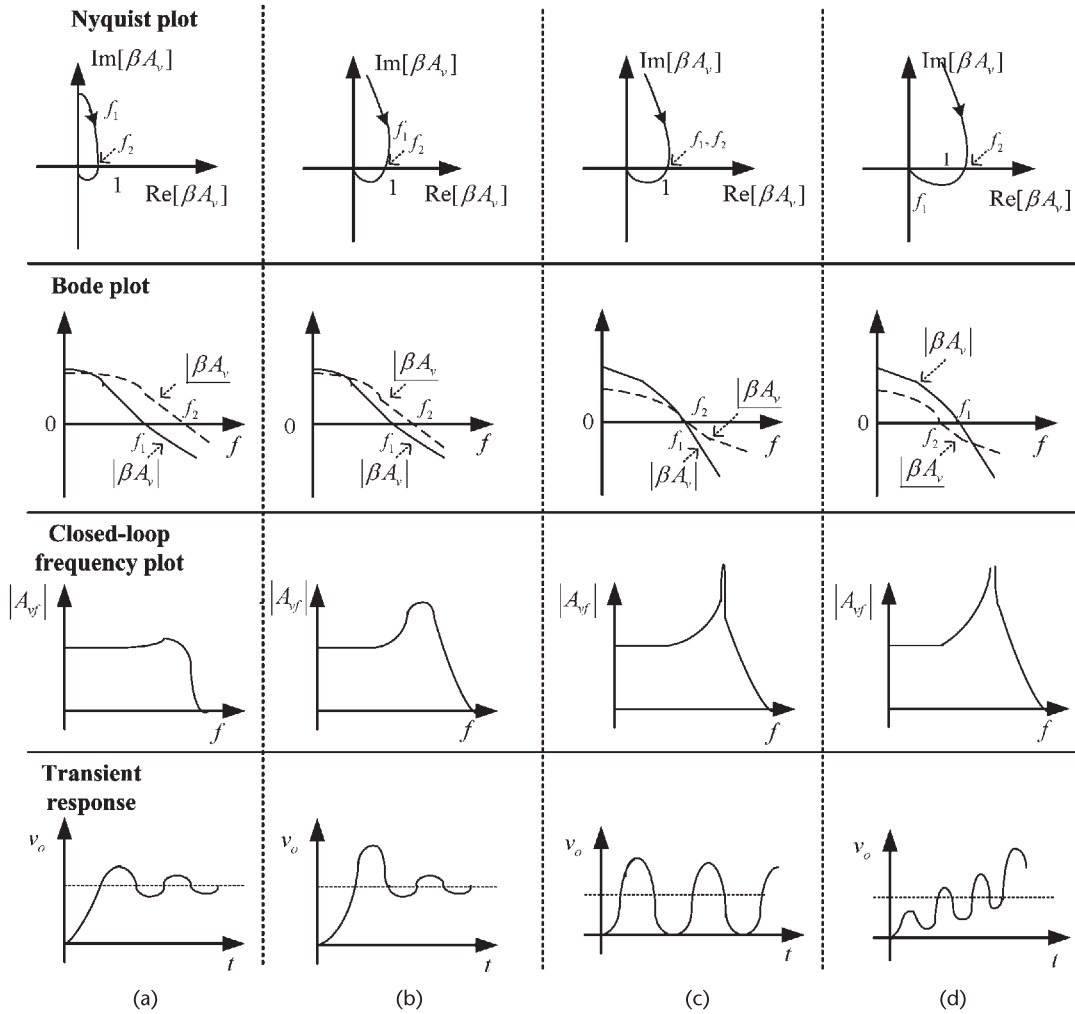 Nyquist plot
Im[βA_v]
f_1
f_2
1
Re[βA_v]
Im[βA_v]
f_1
f_2
1
Re[βA_v]
Im[βA_v]
f_1, f_2
1
Re[βA_v]
Im[βA_v]
f_2
1
f_1
Re[βA_v]
Bode plot
βA_v
f_2
0
f_1
f
|βA_v|
βA_v
f_2
0
f_1
f
|βA_v|
βA_v
f_2
0
f_1
f
|βA_v|
|βA_v|
f_1
0
f_2
f
βA_v
Closed-loop
frequency plot
|A_vf|
f
|A_vf|
f
|A_vf|
f
|A_vf|
f
Transient
response
v_o
t
v_o
t
v_o
t
v_o
t
(a)
(b)
(c)
(d)